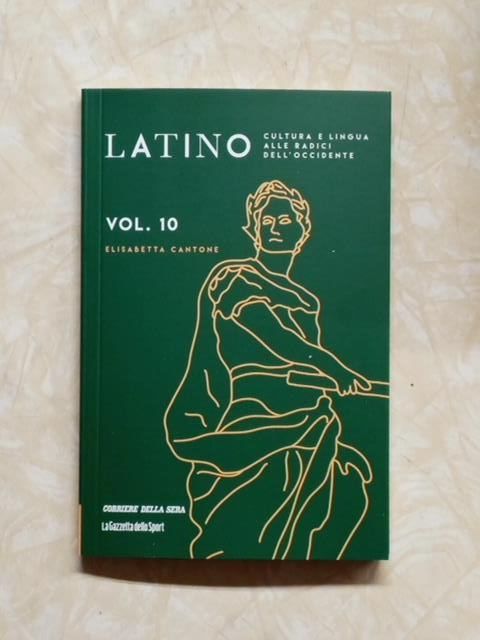 LATINO
CULTURA E LINGUA
ALLE RADICI
DELL'OCCIDENTE
VOL. 10
ELISABETTA CANTONE
CORRIERE DELLA SERA
La Gazzetta dello Sport